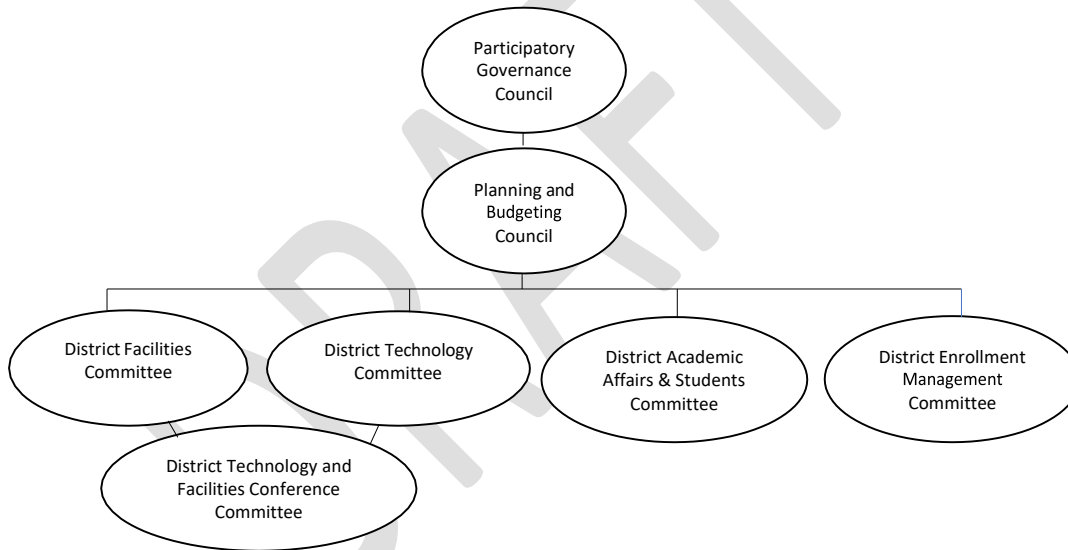 Participatory
Governance
Council
Planning and
Budgeting
Council
District Facilities
Committee
District Technology
Committee
District Academic
Affairs & Students
Committee
District Enrollment
Management
Committee
District Technology and
Facilities Conference
Committee
DRAFT